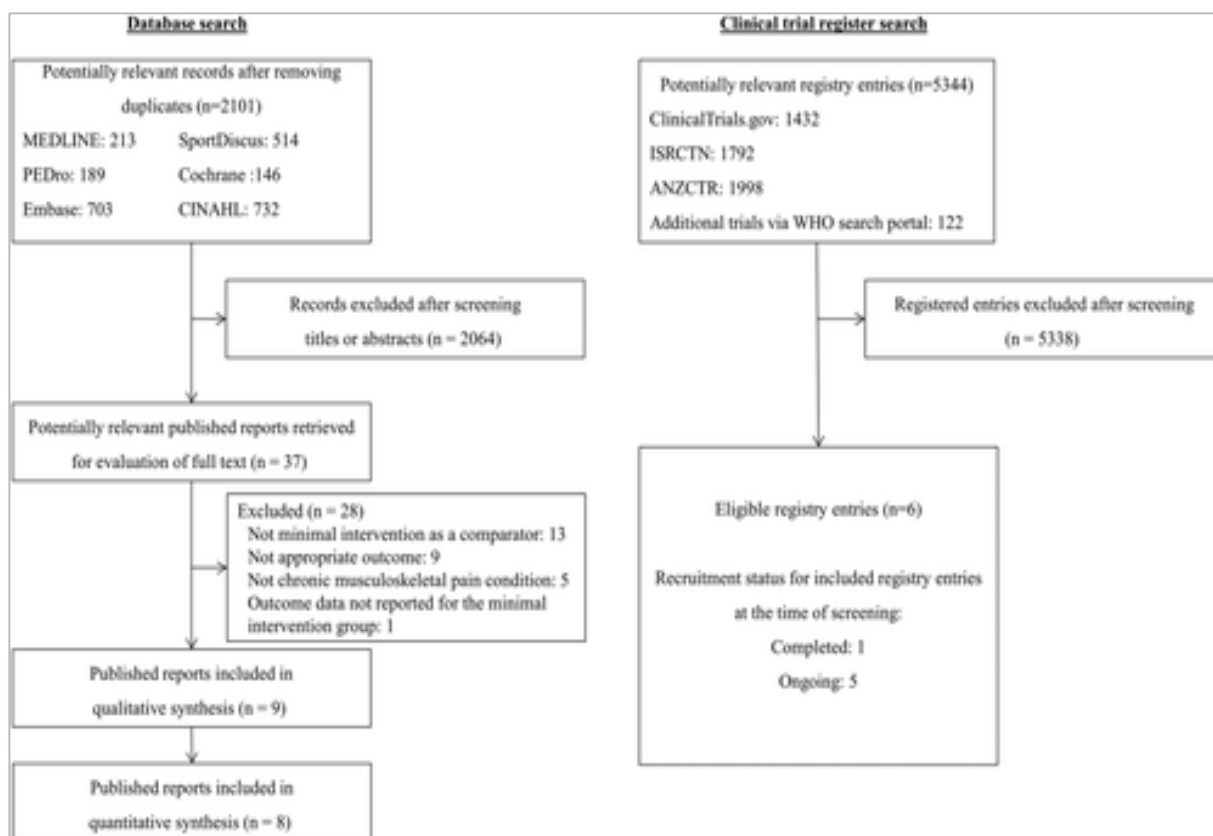 Database search
Potentially relevant records after removing
duplicates (n=2101)
MEDLINE: 213 SportDiscus: 514
PEDro: 189 Cochrane :146
Embase: 703 CINAHL: 732
Records excluded after screening
titles or abstracts (n = 2064)
Potentially relevant published reports retrieved
for evaluation of full text (n = 37)
Excluded (n = 28)
Not minimal intervention as a comparator: 13
Not appropriate outcome: 9
Not chronic musculoskeletal pain condition: 5
Outcome data not reported for the minimal
intervention group: 1
Published reports included in
qualitative synthesis (n = 9)
Published reports included in
quantitative synthesis (n = 8)
Clinical trial register search
Potentially relevant registry entries (n=5344)
ClinicalTrials.gov: 1432
ISRCTN: 1792
ANZCTR: 1998
Additional trials via WHO search portal: 122
Registered entries excluded after screening
(n = 5338)
Eligible registry entries (n=6)
Recruitment status for included registry entries
at the time of screening:
Completed: 1
Ongoing: 5